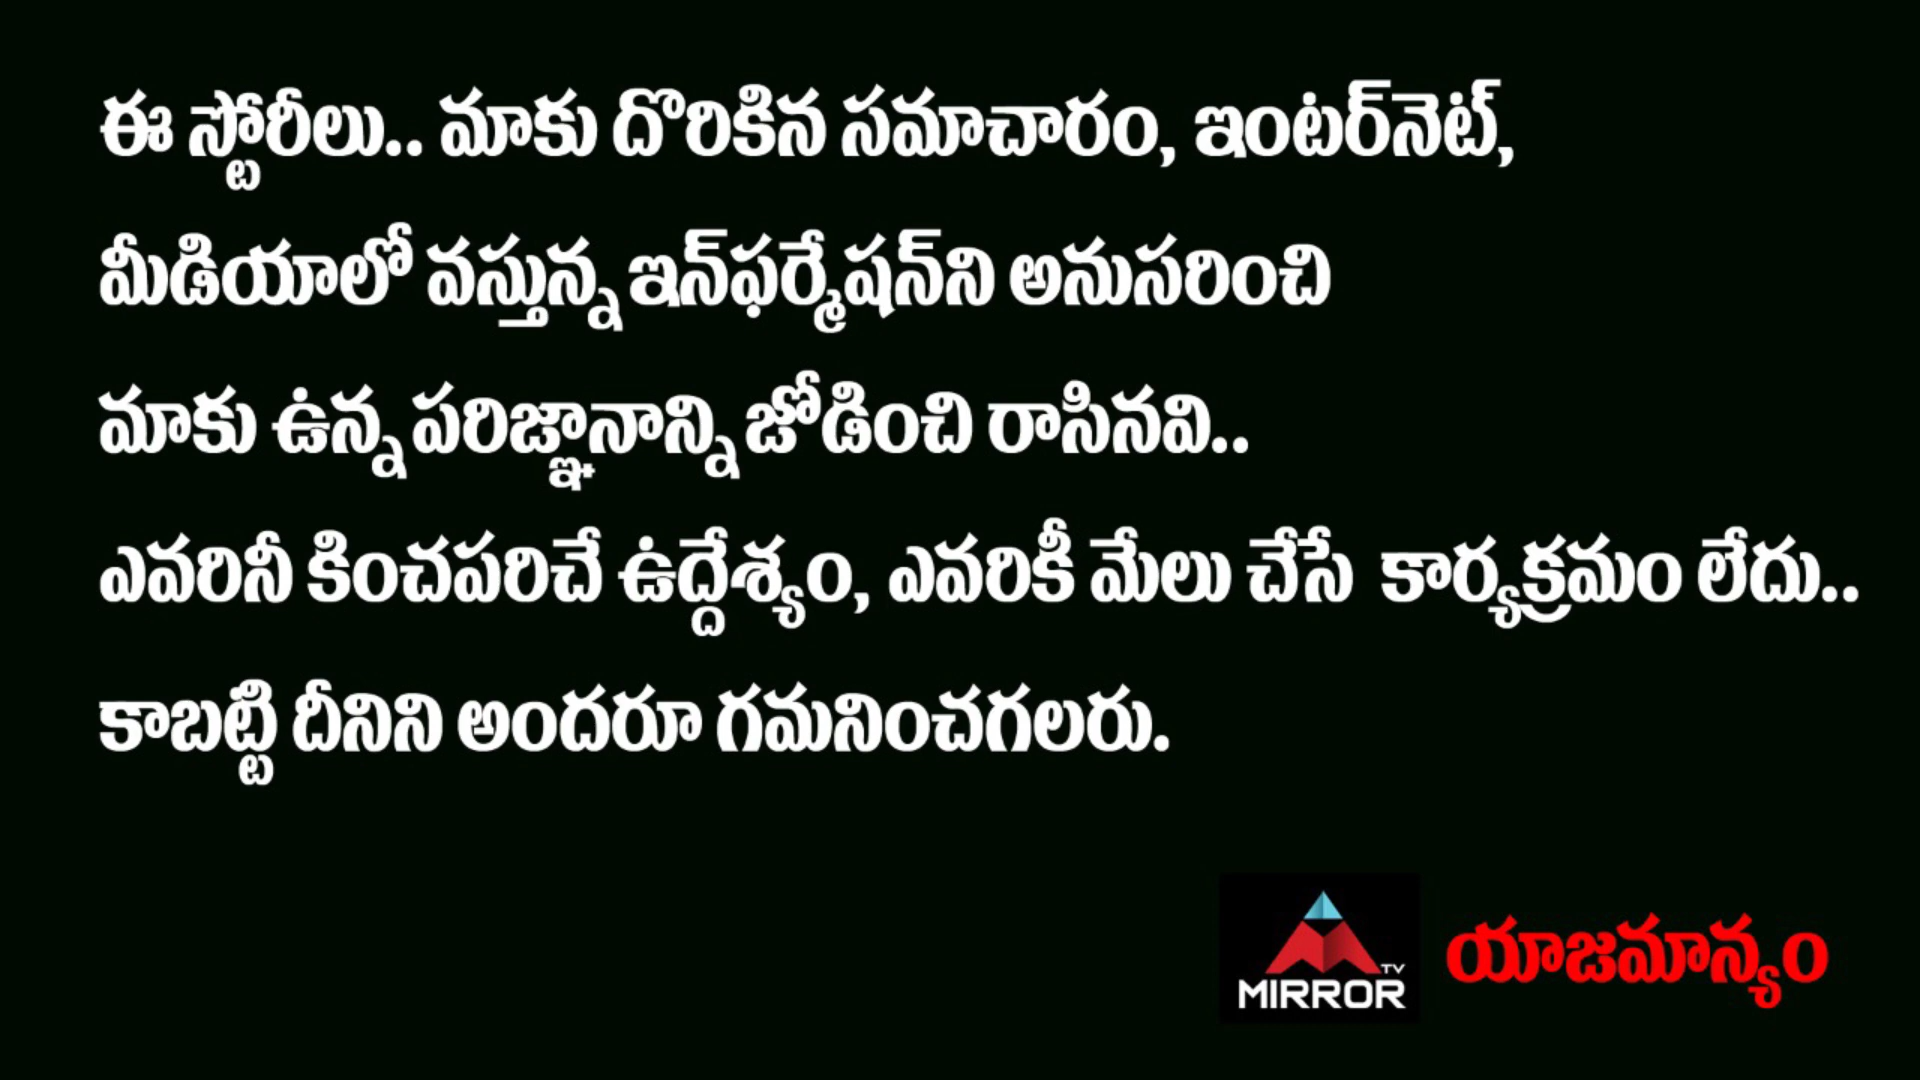 ఈ స్టోరీలు.. మాకు దొరికిన సమాచారం, ఇంటర్‌నెట్,
మీడియాలో వస్తున్న ఇన్‌ఫర్మేషన్‌ని అనుసరించి
మాకు ఉన్న పరిజ్ఞానాన్ని జోడించి రాసినవి..
ఎవరినీ కించపరిచే ఉద్దేశ్యం, ఎవరికీ మేలు చేసే కార్యక్రమం లేదు..
కాబట్టి దీనిని అందరూ గమనించగలరు.
TV
MIRROR
యాజమాన్యం